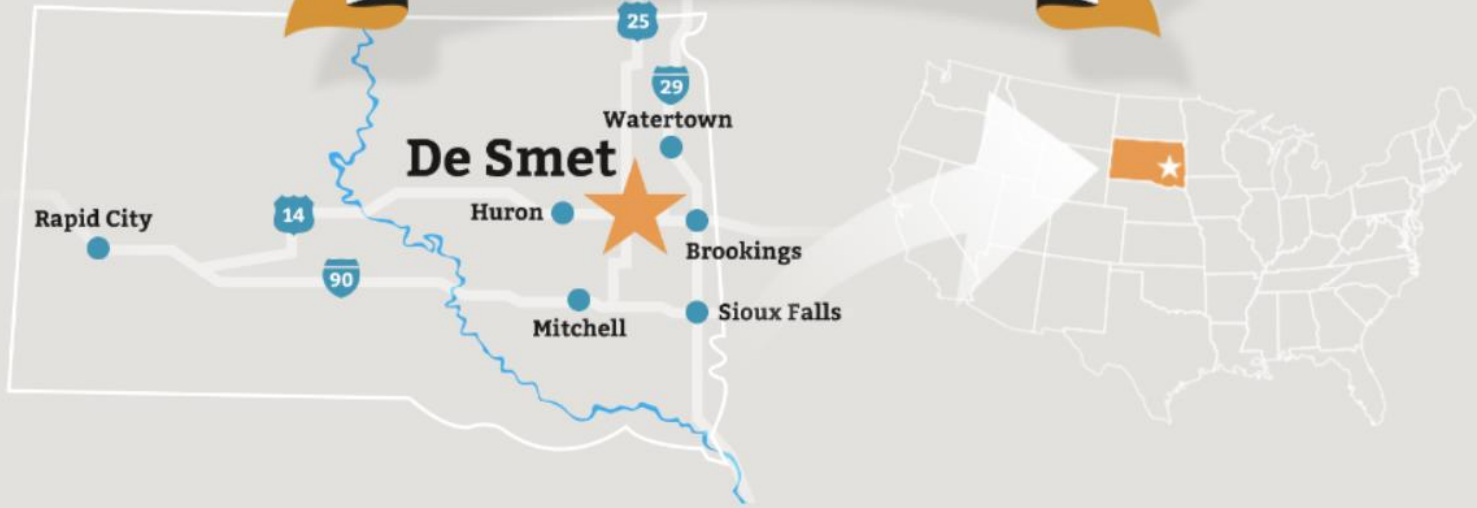 25
29
Watertown
De Smet
Rapid City
14
Huron
Brookings
90
Mitchell
Sioux Falls